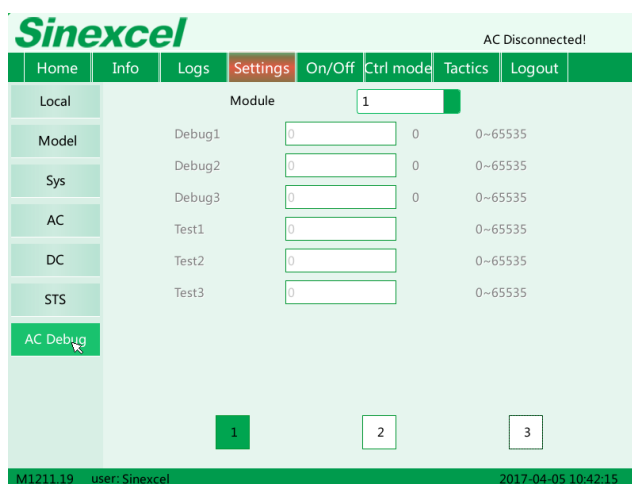 Sinexcel
AC Disconnected!
Home Info Logs Settings On/Off Ctrl mode Tactics Logout
Local Module 1
Debug1 0 0 0~65535
Model
Debug2 0 0 0~65535
Sys
Debug3 0 0 0~65535
AC
Test1 0 0~65535
DC Test2 0 0~65535
STS Test3 0 0~65535
AC Debug
1 2 3
M1211.19 user: Sinexcel 2017-04-05 10:42:15